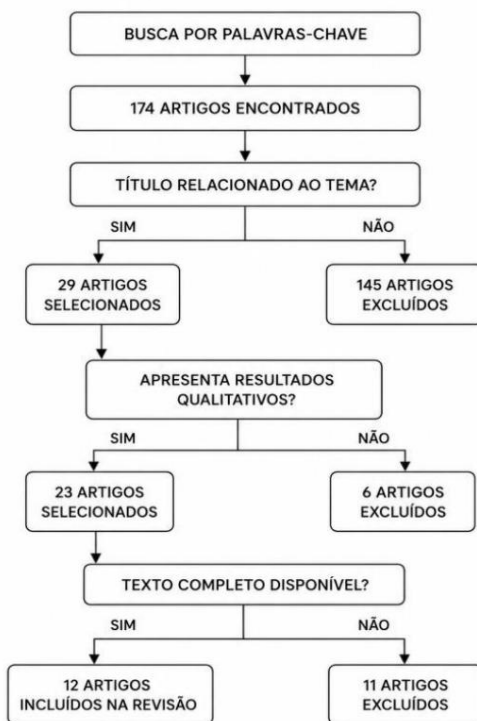 BUSCA POR PALAVRAS-CHAVE
174 ARTIGOS ENCONTRADOS
TÍTULO RELACIONADO AO TEMA?
SIM
NÃO
29 ARTIGOS
SELECIONADOS
145 ARTIGOS
EXCLUÍDOS
APRESENTA RESULTADOS
QUALITATIVOS?
SIM
NÃO
23 ARTIGOS
SELECIONADOS
6 ARTIGOS
EXCLUÍDOS
TEXTO COMPLETO DISPONÍVEL?
SIM
NÃO
12 ARTIGOS
INCLUÍDOS NA REVISÃO
11 ARTIGOS
EXCLUÍDOS